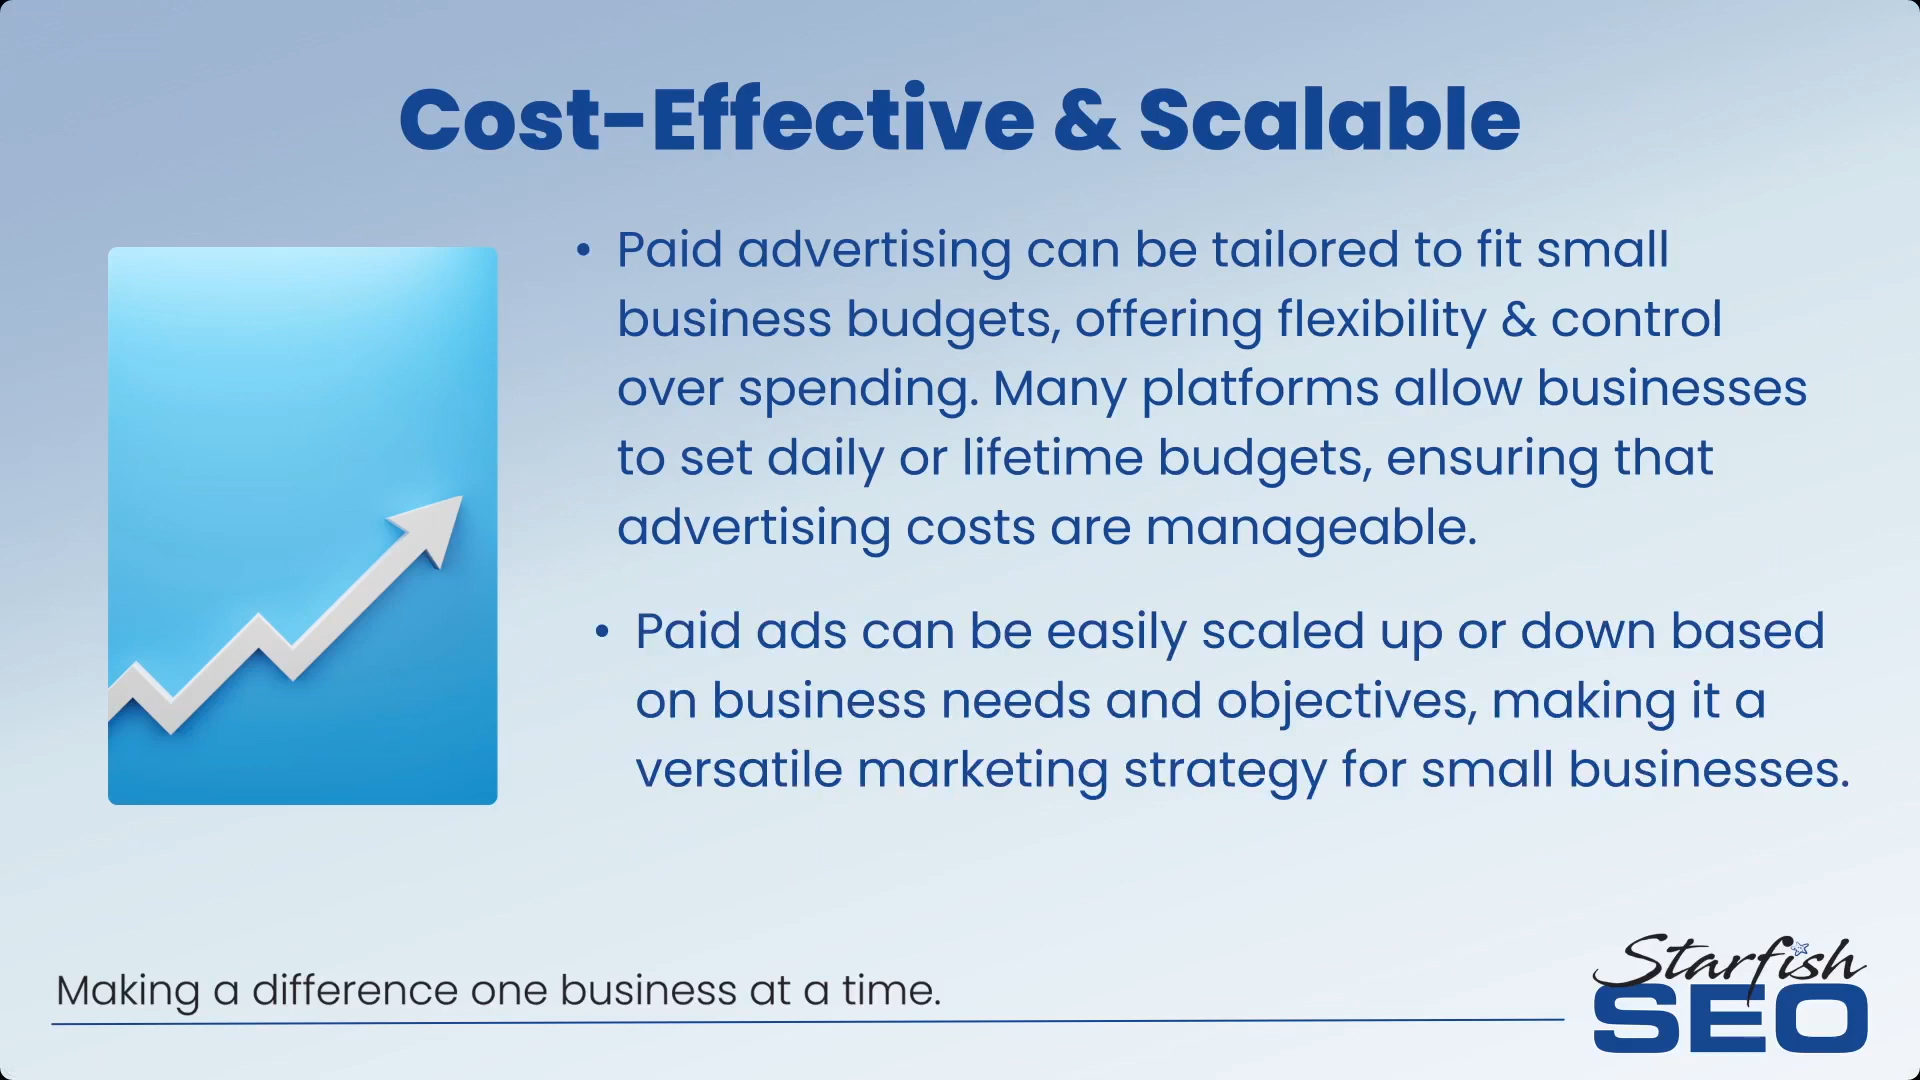 Cost-Effective & Scalable
• Paid advertising can be tailored to fit small
business budgets, offering flexibility & control
over spending. Many platforms allow businesses
to set daily or lifetime budgets, ensuring that
advertising costs are manageable.
• Paid ads can be easily scaled up or down based
on business needs and objectives, making it a
versatile marketing strategy for small businesses.
Making a difference one business at a time.
Starfish
SEO